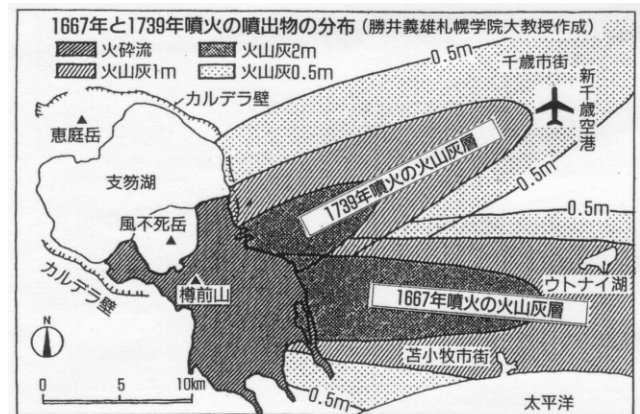 1667年と1739年噴火の噴出物の分布(勝井義雄札幌学院大教授作成)
火砕流
火山灰2m
火山灰1m
火山灰0.5m
0.5m
千歳市街
新千歳空港
カルデラ壁
恵庭岳
支笏湖
1739年噴火の火山灰層
0.5m
0.5m
風不死岳
カルデラ壁
樽前山
ウトナイ湖
1667年噴火の火山灰層
N
苫小牧市街
0 5 10km
0.5m
太平洋